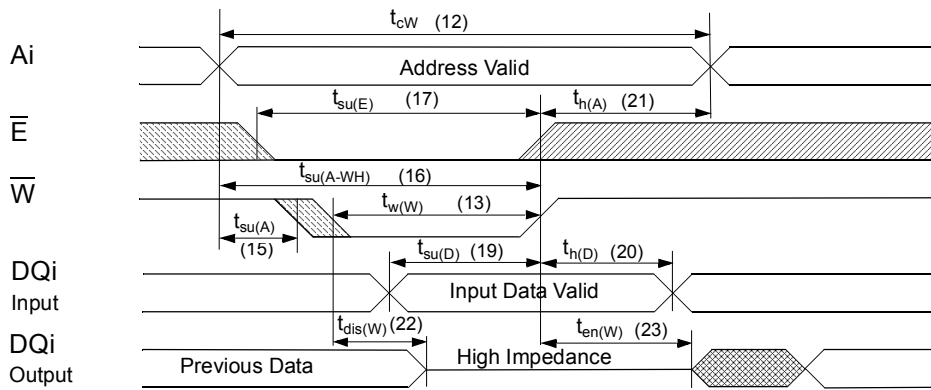 t_cW (12)
Ai
Address Valid
t_su(E) (17) t_h(A) (21)
E̅
t_su(A-WH) (16)
W̅
t_w(W) (13)
t_su(A)
(15)
t_su(D) (19) t_h(D) (20)
DQi
Input
Input Data Valid
t_dis(W) (22) t_en(W) (23)
DQi
Output
Previous Data High Impedance